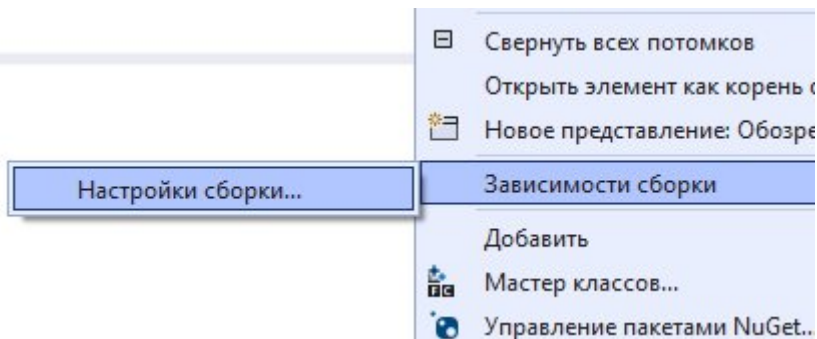 Свернуть всех потомков
Открыть элемент как корень
Новое представление: Обозре
Настройки сборки...
Зависимости сборки
Добавить
Мастер классов...
Управление пакетами NuGet...